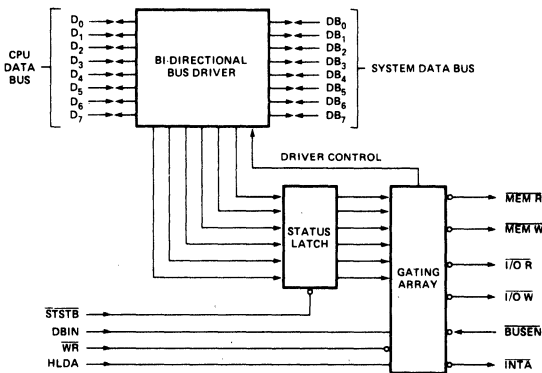 CPU
DATA
BUS
D0
D1
D2
D3
D4
D5
D6
D7
BI-DIRECTIONAL
BUS DRIVER
DB0
DB1
DB2
DB3
DB4
DB5
DB6
DB7
SYSTEM DATA BUS
DRIVER CONTROL
STATUS
LATCH
GATING
ARRAY
MEM R
MEM W
I/O R
I/O W
BUSEN
INTA
STSTB
DBIN
WR
HLDA